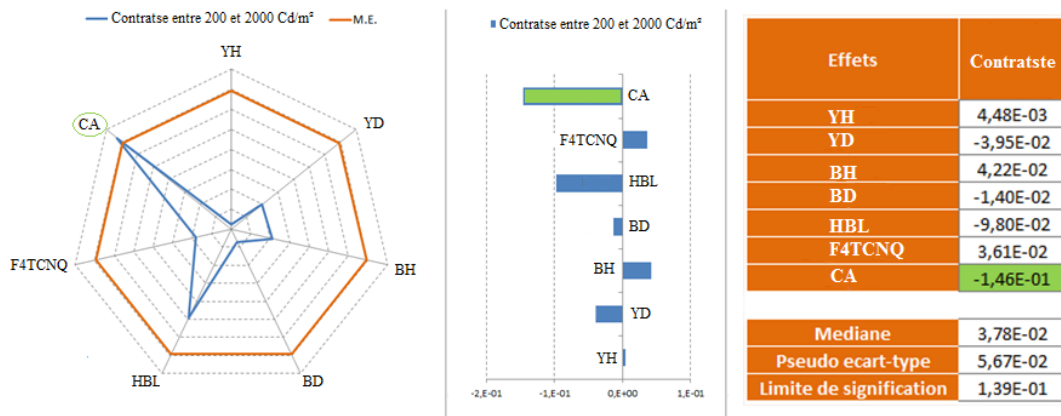 Contratse entre 200 et 2000 Cd/m² M.E.
YH
YD
BH
BD
HBL
F4TCNQ
CA
Contratse entre 200 et 2000 Cd/m²
CA
F4TCNQ
HBL
BD
BH
YD
YH
-2,E-01 -1,E-01 0,E+00 1,E-01
Effets Contratste
YH 4,48E-03
YD -3,95E-02
BH 4,22E-02
BD -1,40E-02
HBL -9,80E-02
F4TCNQ 3,61E-02
CA -1,46E-01
Mediane 3,78E-02
Pseudo ecart-type 5,67E-02
Limite de signification 1,39E-01